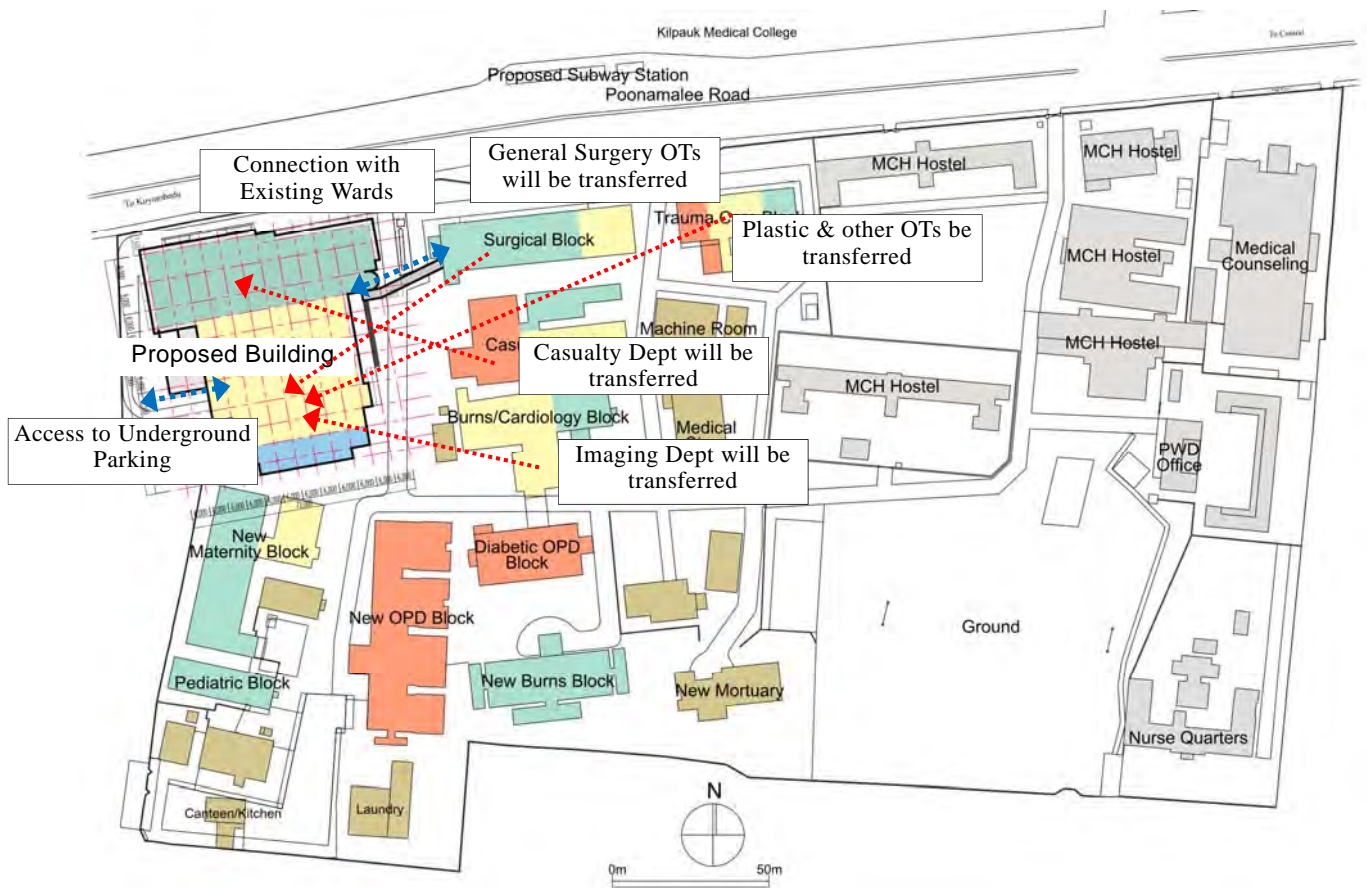 Kilpauk Medical College
To Central
Proposed Subway Station
Poonamalee Road
Connection with
Existing Wards
General Surgery OTs
will be transferred
MCH Hostel
MCH Hostel
To Koyambedu
Surgical Block
Trauma
Plastic & other OTs be
transferred
MCH Hostel
Medical
Counseling
Machine Room
Proposed Building
Casualty Dept will be
transferred
MCH Hostel
MCH Hostel
Access to Underground
Parking
Burns/Cardiology Block
Medical
Imaging Dept will be
transferred
PWD
Office
New
Maternity Block
Diabetic OPD
Block
New OPD Block
Ground
Pediatric Block
New Burns Block
New Mortuary
Nurse Quarters
Canteen/Kitchen
Laundry
N
0m
50m